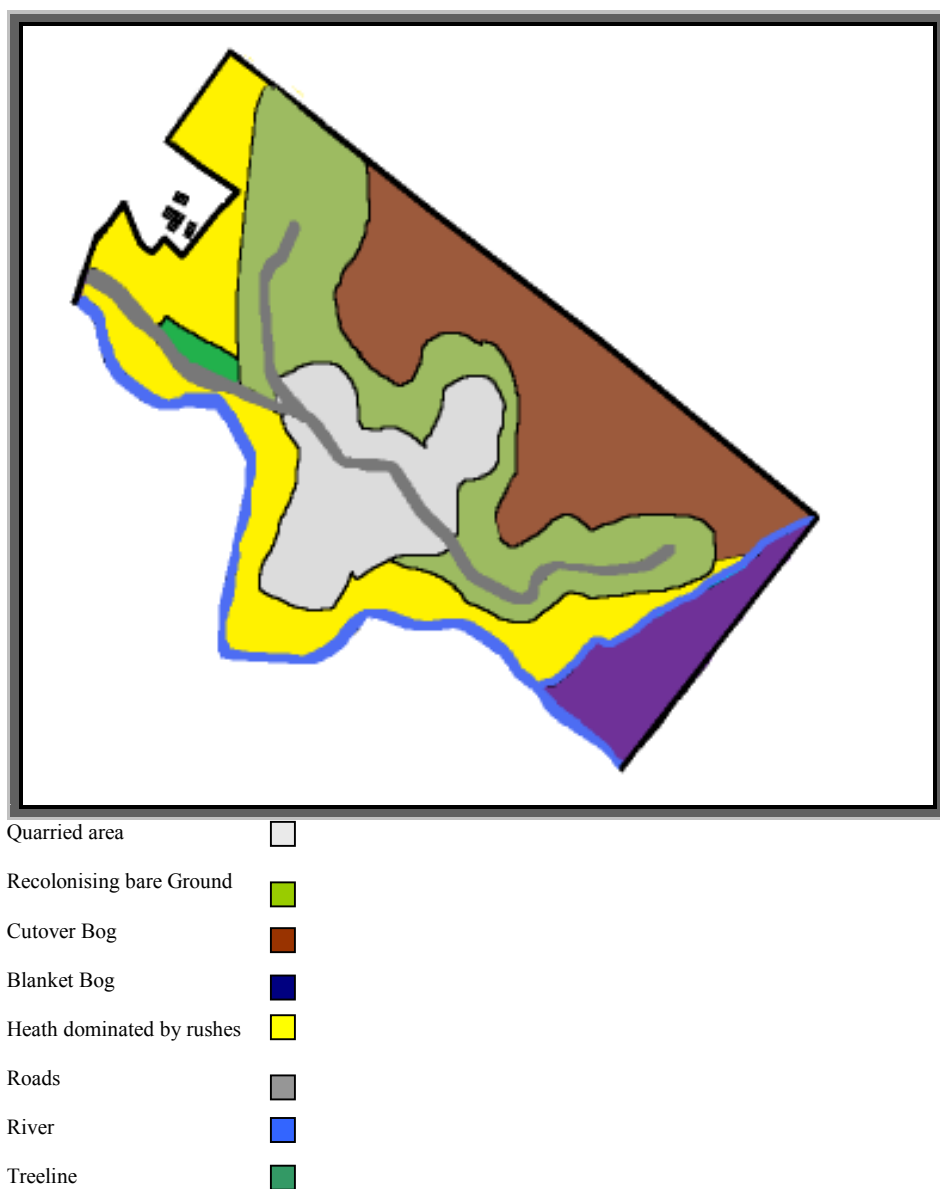 Quarried area
Recolonising bare Ground
Cutover Bog
Blanket Bog
Heath dominated by rushes
Roads
River
Treeline